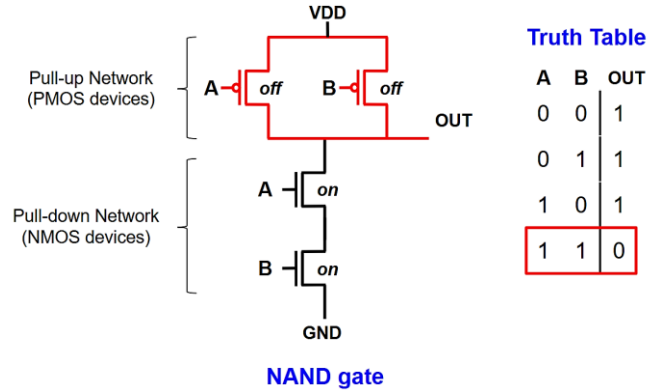 VDD
Truth Table
Pull-up Network
(PMOS devices)
A off B off
OUT
A B OUT
0 0 1
0 1 1
1 0 1
1 1 0
Pull-down Network
(NMOS devices)
A on
B on
GND
NAND gate